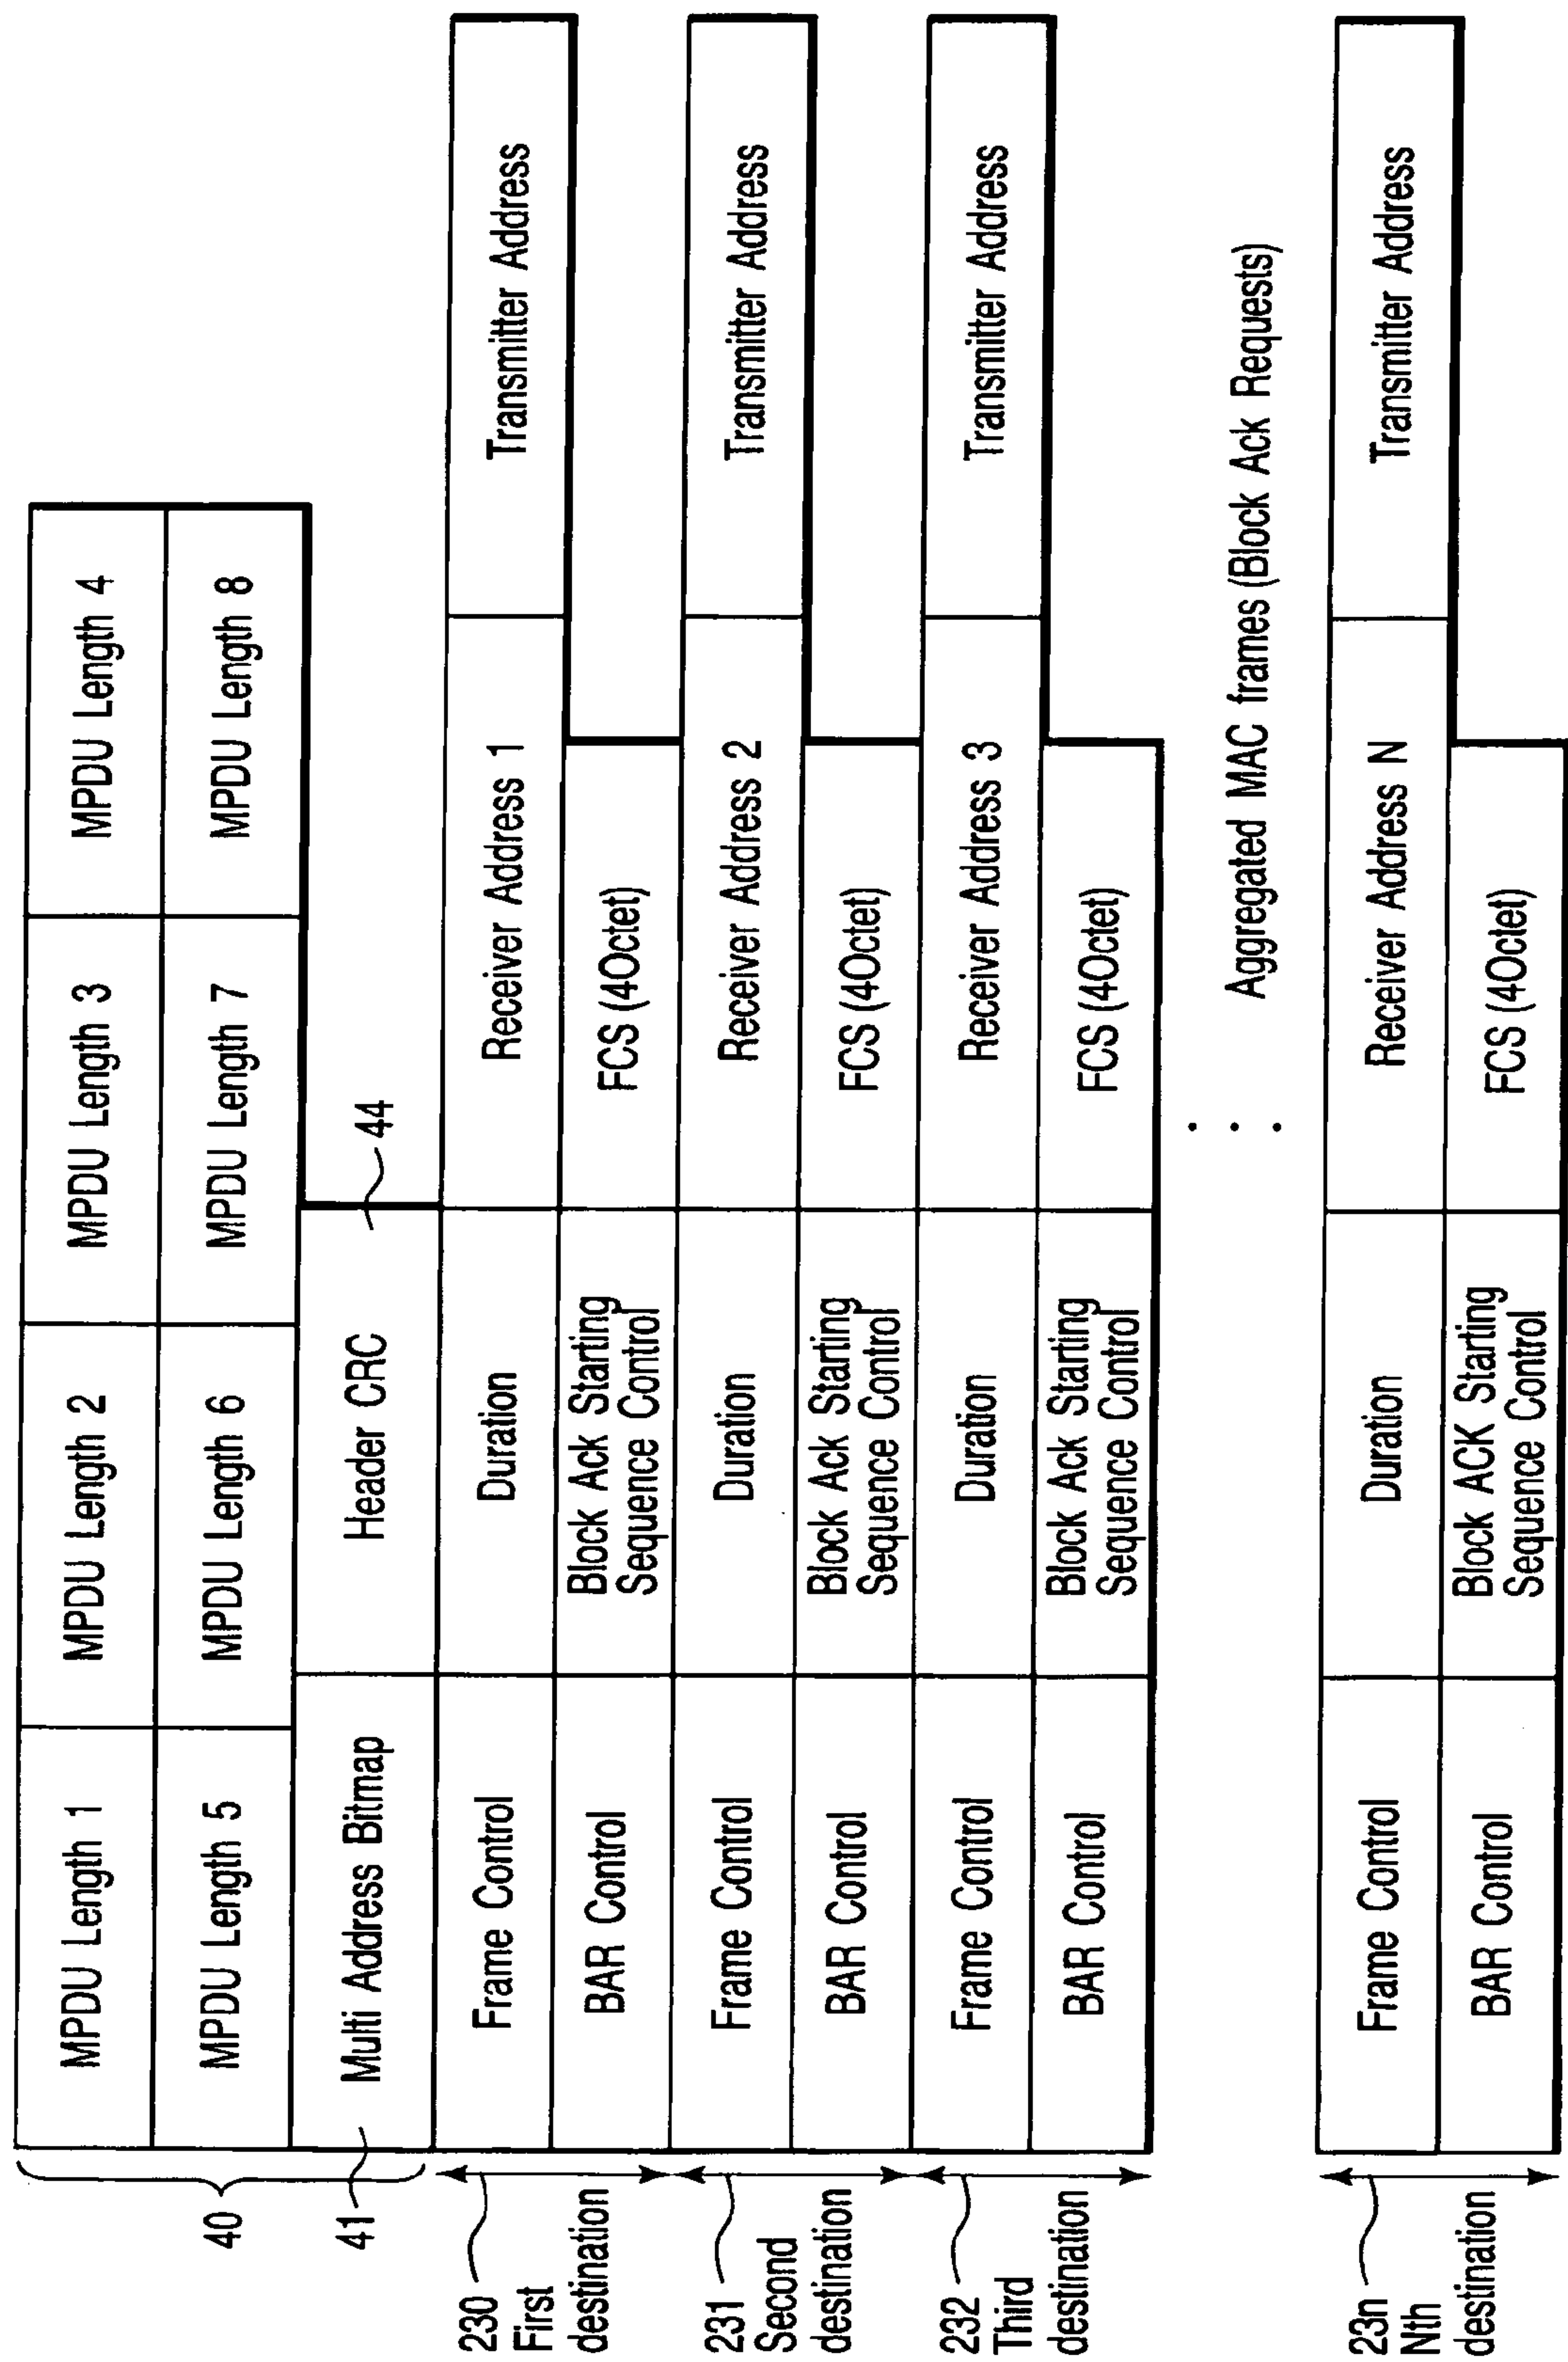 MPDU Length 1
MPDU Length 2
MPDU Length 3
MPDU Length 4
MPDU Length 5
MPDU Length 6
MPDU Length 7
MPDU Length 8
40
41
Multi Address Bitmap
Header CRC
44
230
First
destination
Frame Control
Duration
Receiver Address 1
Transmitter Address
BAR Control
Block Ack Starting
Sequence Control
FCS (4Octet)
231
Second
destination
Frame Control
Duration
Receiver Address 2
Transmitter Address
BAR Control
Block Ack Starting
Sequence Control
FCS (4Octet)
232
Third
destination
Frame Control
Duration
Receiver Address 3
Transmitter Address
BAR Control
Block Ack Starting
Sequence Control
FCS (4Octet)
Aggregated MAC frames (Block Ack Requests)
23n
Nth
destination
Frame Control
Duration
Receiver Address N
Transmitter Address
BAR Control
Block ACK Starting
Sequence Control
FCS (4Octet)